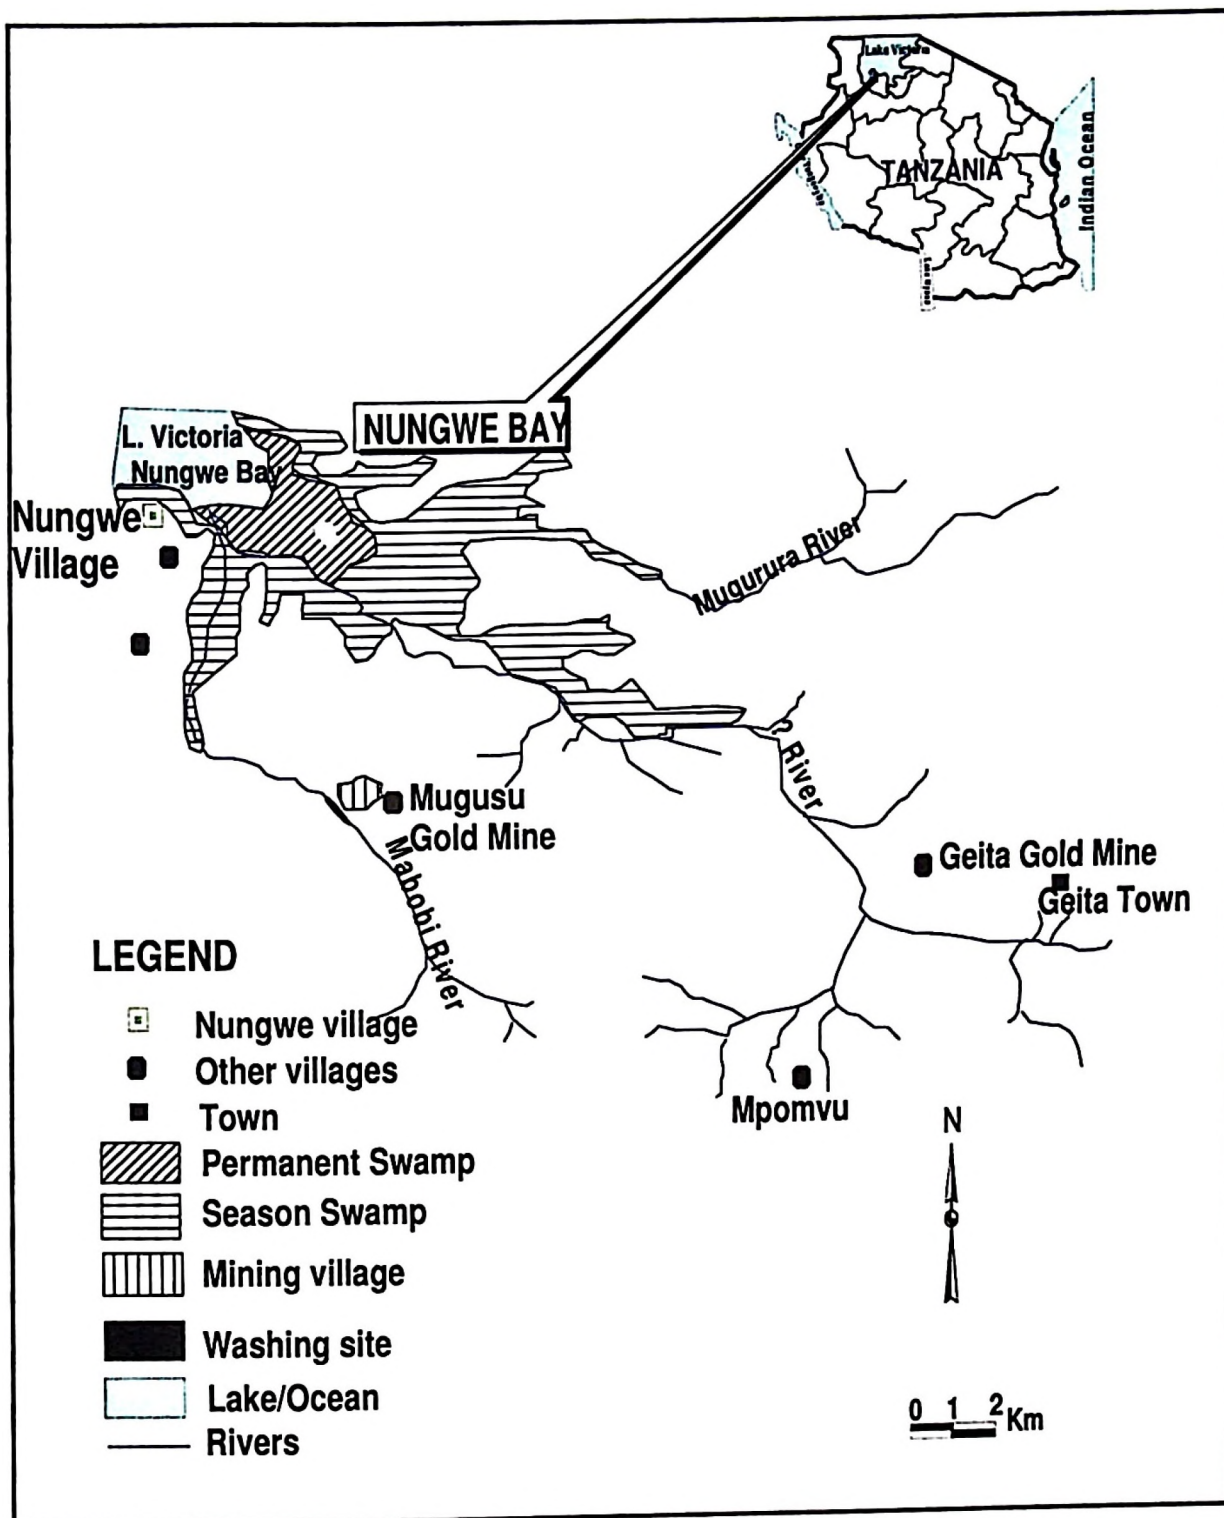 Lake Victoria
TANZANIA
Indian Ocean
NUNGWE BAY
L. Victoria
Nungwe Bay
Nungwe
Village
Mugurura River
? River
Mugusu
Gold Mine
Mabobi River
Geita Gold Mine
Geita Town
Mpomvu
LEGEND
Nungwe village
Other villages
Town
Permanent Swamp
Season Swamp
Mining village
Washing site
Lake/Ocean
Rivers
N
0 1 2 Km